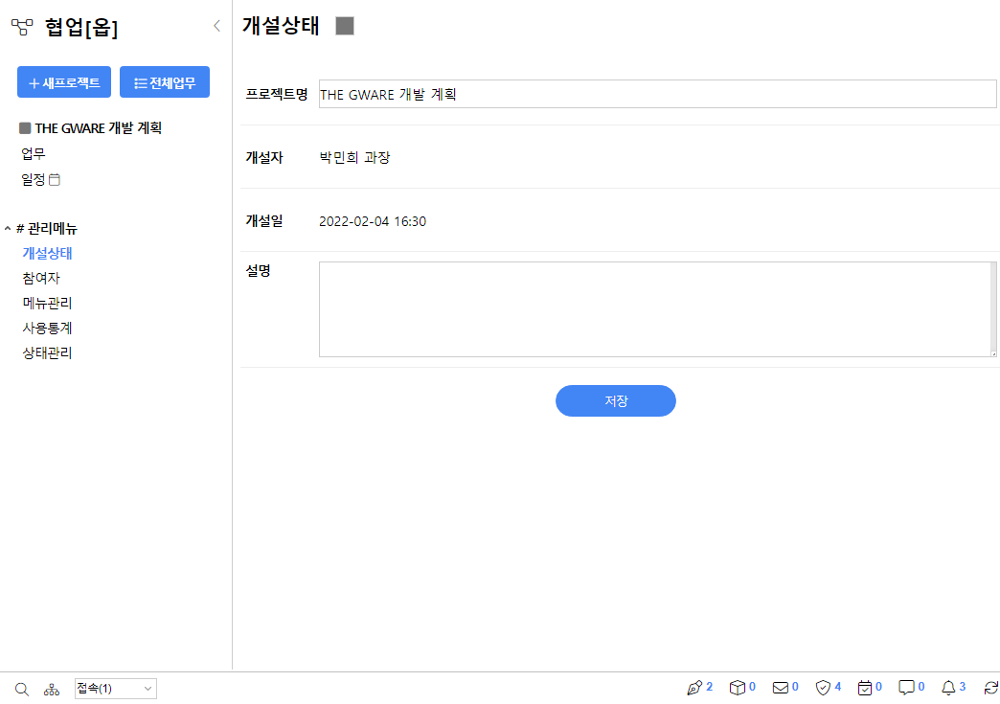 협업[욥]
새프로젝트 전체업무
THE GWARE 개발 계획
업무
일정
# 관리메뉴
개설상태
참여자
메뉴관리
사용통계
상태관리
개설상태
프로젝트명 THE GWARE 개발 계획
개설자 박민희 과장
개설일 2022-02-04 16:30
설명
저장
접속(1)
2 0 0 4 0 0 3